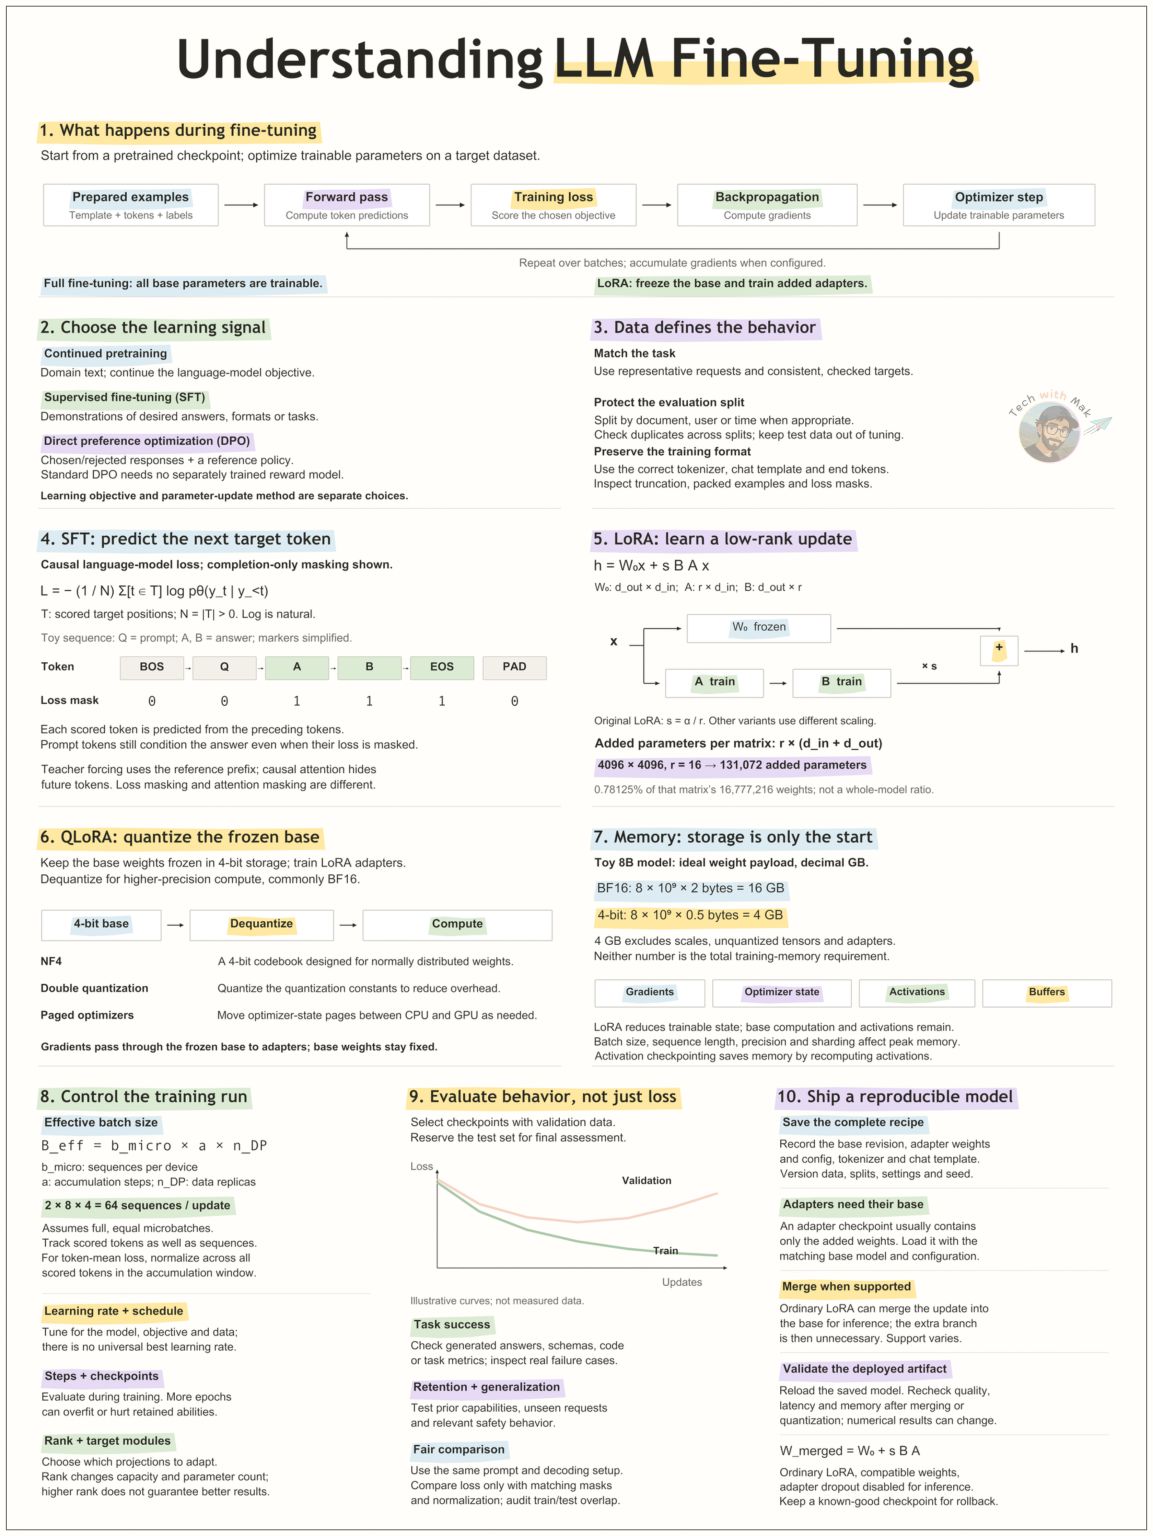 Understanding LLM Fine-Tuning
1. What happens during fine-tuning
Start from a pretrained checkpoint; optimize trainable parameters on a target dataset.
Prepared examples
Template + tokens + labels
Forward pass
Compute token predictions
Training loss
Score the chosen objective
Backpropagation
Compute gradients
Optimizer step
Update trainable parameters
Repeat over batches; accumulate gradients when configured.
Full fine-tuning: all base parameters are trainable.
LoRA: freeze the base and train added adapters.
2. Choose the learning signal
Continued pretraining
Domain text; continue the language-model objective.
Supervised fine-tuning (SFT)
Demonstrations of desired answers, formats or tasks.
Direct preference optimization (DPO)
Chosen/rejected responses + a reference policy.
Standard DPO needs no separately trained reward model.
Learning objective and parameter-update method are separate choices.
3. Data defines the behavior
Match the task
Use representative requests and consistent, checked targets.
Protect the evaluation split
Split by document, user or time when appropriate.
Check duplicates across splits; keep test data out of tuning.
Preserve the training format
Use the correct tokenizer, chat template and end tokens.
Inspect truncation, packed examples and loss masks.
Tech with Mak
4. SFT: predict the next target token
Causal language-model loss; completion-only masking shown.
L = − (1 / N) Σ[t ∈ T] log pθ(y_t | y_<t)
T: scored target positions; N = |T| > 0. Log is natural.
Toy sequence: Q = prompt; A, B = answer; markers simplified.
Token BOS Q A B EOS PAD
Loss mask 0 0 1 1 1 0
Each scored token is predicted from the preceding tokens.
Prompt tokens still condition the answer even when their loss is masked.
Teacher forcing uses the reference prefix; causal attention hides
future tokens. Loss masking and attention masking are different.
5. LoRA: learn a low-rank update
h = W₀x + s B A x
W₀: d_out × d_in; A: r × d_in; B: d_out × r
x
W₀ frozen
A train
B train
× s
+
h
Original LoRA: s = α / r. Other variants use different scaling.
Added parameters per matrix: r × (d_in + d_out)
4096 × 4096, r = 16 → 131,072 added parameters
0.78125% of that matrix's 16,777,216 weights; not a whole-model ratio.
6. QLoRA: quantize the frozen base
Keep the base weights frozen in 4-bit storage; train LoRA adapters.
Dequantize for higher-precision compute, commonly BF16.
4-bit base
Dequantize
Compute
NF4 A 4-bit codebook designed for normally distributed weights.
Double quantization Quantize the quantization constants to reduce overhead.
Paged optimizers Move optimizer-state pages between CPU and GPU as needed.
Gradients pass through the frozen base to adapters; base weights stay fixed.
7. Memory: storage is only the start
Toy 8B model: ideal weight payload, decimal GB.
BF16: 8 × 10⁹ × 2 bytes = 16 GB
4-bit: 8 × 10⁹ × 0.5 bytes = 4 GB
4 GB excludes scales, unquantized tensors and adapters.
Neither number is the total training-memory requirement.
Gradients
Optimizer state
Activations
Buffers
LoRA reduces trainable state; base computation and activations remain.
Batch size, sequence length, precision and sharding affect peak memory.
Activation checkpointing saves memory by recomputing activations.
8. Control the training run
Effective batch size
B_eff = b_micro × a × n_DP
b_micro: sequences per device
a: accumulation steps; n_DP: data replicas
2 × 8 × 4 = 64 sequences / update
Assumes full, equal microbatches.
Track scored tokens as well as sequences.
For token-mean loss, normalize across all
scored tokens in the accumulation window.
Learning rate + schedule
Tune for the model, objective and data;
there is no universal best learning rate.
Steps + checkpoints
Evaluate during training. More epochs
can overfit or hurt retained abilities.
Rank + target modules
Choose which projections to adapt.
Rank changes capacity and parameter count;
higher rank does not guarantee better results.
9. Evaluate behavior, not just loss
Select checkpoints with validation data.
Reserve the test set for final assessment.
Loss
Validation
Train
Updates
Illustrative curves; not measured data.
Task success
Check generated answers, schemas, code
or task metrics; inspect real failure cases.
Retention + generalization
Test prior capabilities, unseen requests
and relevant safety behavior.
Fair comparison
Use the same prompt and decoding setup.
Compare loss only with matching masks
and normalization; audit train/test overlap.
10. Ship a reproducible model
Save the complete recipe
Record the base revision, adapter weights
and config, tokenizer and chat template.
Version data, splits, settings and seed.
Adapters need their base
An adapter checkpoint usually contains
only the added weights. Load it with the
matching base model and configuration.
Merge when supported
Ordinary LoRA can merge the update into
the base for inference; the extra branch
is then unnecessary. Support varies.
Validate the deployed artifact
Reload the saved model. Recheck quality,
latency and memory after merging or
quantization; numerical results can change.
W_merged = W₀ + s B A
Ordinary LoRA, compatible weights,
adapter dropout disabled for inference.
Keep a known-good checkpoint for rollback.